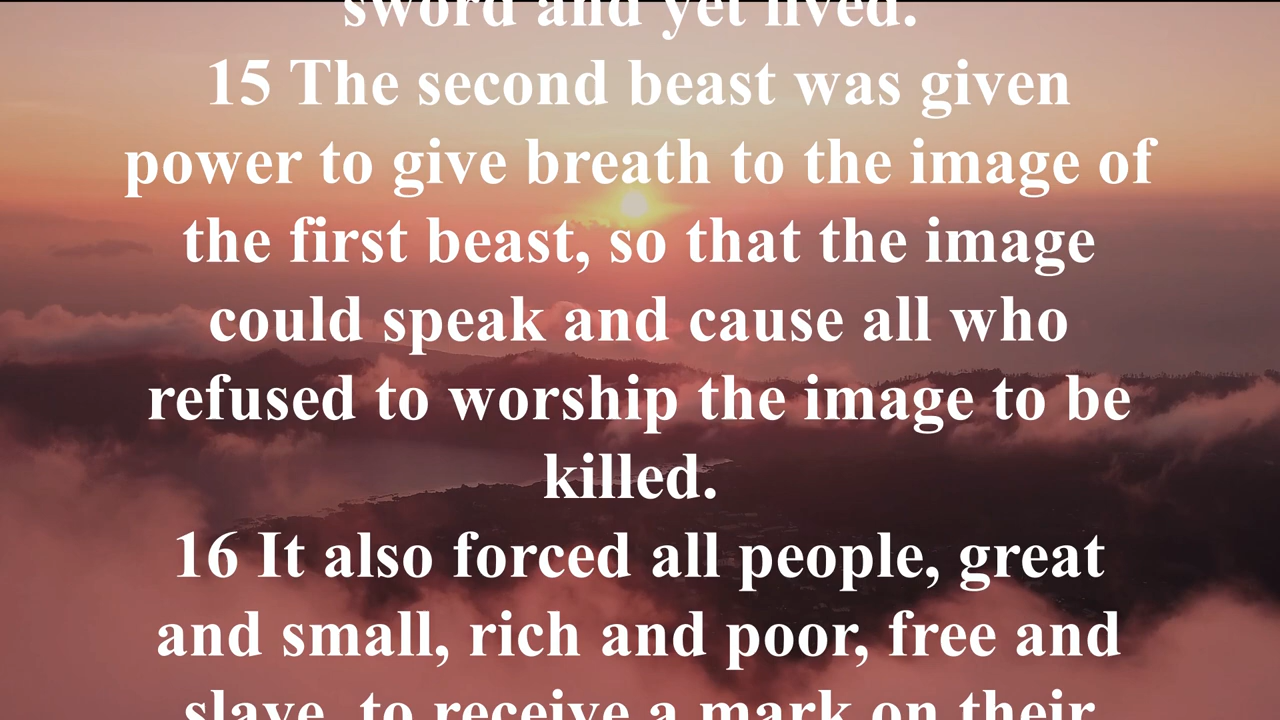 sword and yet lived.
15 The second beast was given
power to give breath to the image of
the first beast, so that the image
could speak and cause all who
refused to worship the image to be
killed.
16 It also forced all people, great
and small, rich and poor, free and
slave, to receive a mark on their